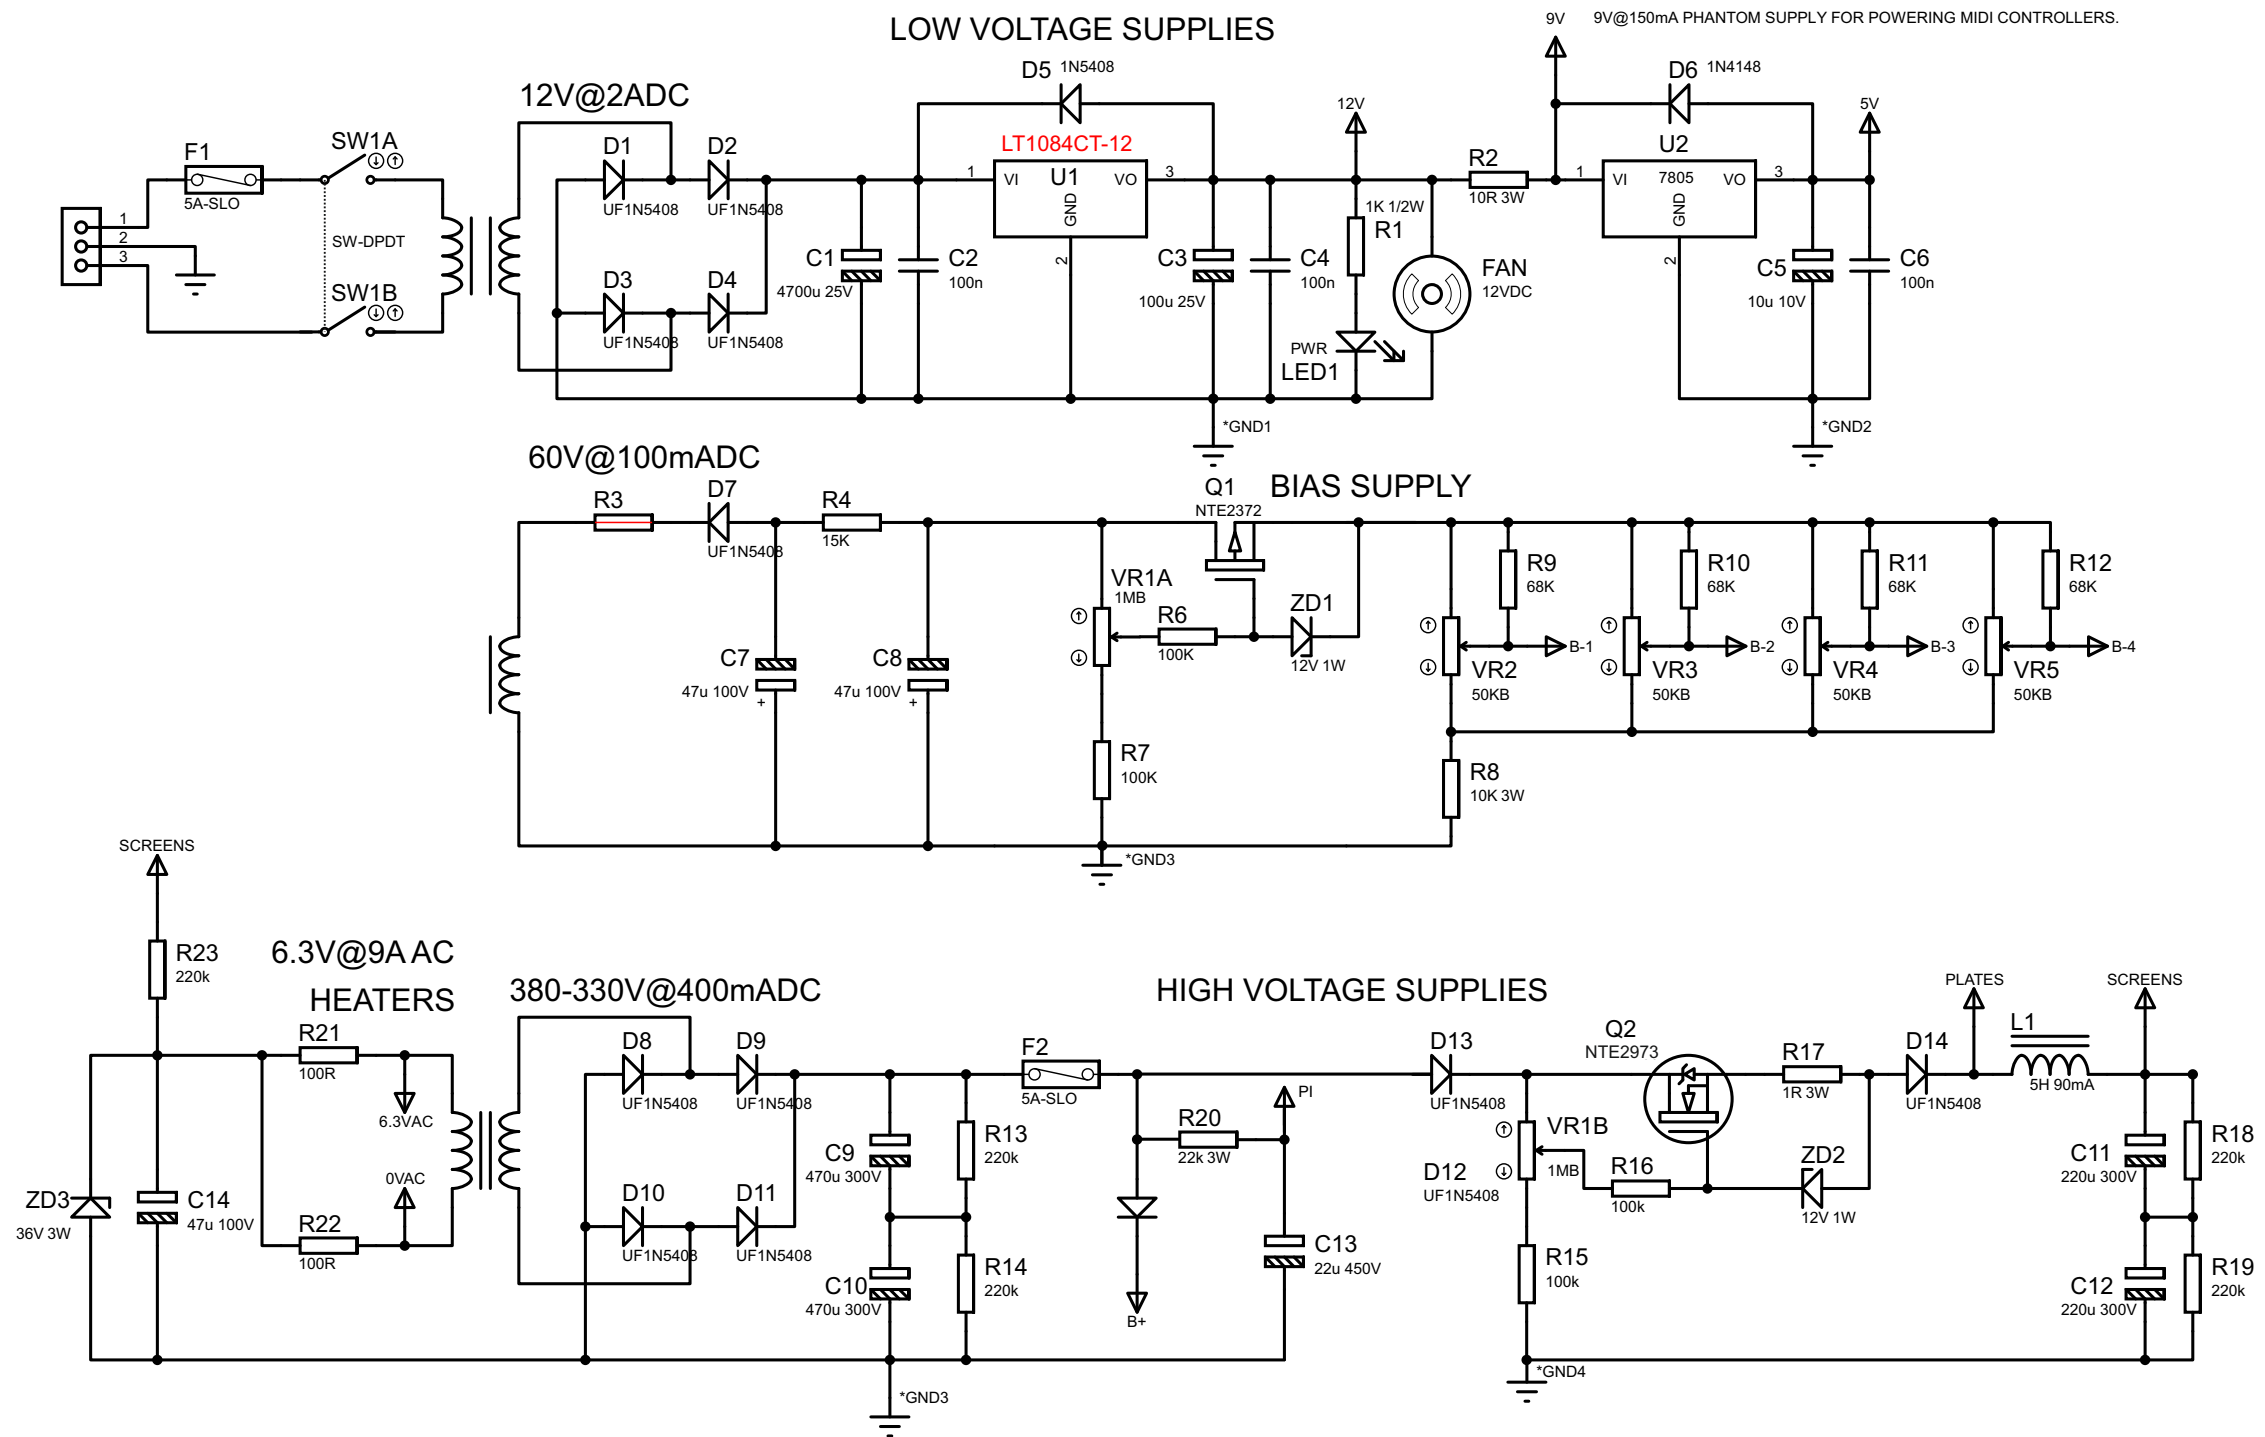 LOW VOLTAGE SUPPLIES
9V
9V@150mA PHANTOM SUPPLY FOR POWERING MIDI CONTROLLERS.
12V@2ADC
D5 1N5408
D6 1N4148
12V
5V
F1
5A-SLO
SW1A
SW-DPDT
SW1B
1
2
3
D1
UF1N5408
D2
UF1N5408
D3
UF1N5408
D4
UF1N5408
LT1084CT-12
1 VI U1 VO 3
GND
2
C1
4700u 25V
C2
100n
C3
100u 25V
C4
100n
1K 1/2W
R1
PWR
LED1
FAN
12VDC
R2
10R 3W
U2
1 VI 7805 VO 3
GND
2
C5
10u 10V
C6
100n
*GND1
*GND2
60V@100mADC
BIAS SUPPLY
R3
D7
UF1N5408
R4
15K
Q1
NTE2372
C7
47u 100V
+
C8
47u 100V
+
VR1A
1MB
R6
100K
ZD1
12V 1W
R7
100K
R9
68K
R10
68K
R11
68K
R12
68K
B-1
B-2
B-3
B-4
VR2
50KB
VR3
50KB
VR4
50KB
VR5
50KB
R8
10K 3W
*GND3
SCREENS
R23
220k
6.3V@9A AC
HEATERS
380-330V@400mADC
HIGH VOLTAGE SUPPLIES
R21
100R
6.3VAC
0VAC
R22
100R
ZD3
36V 3W
C14
47u 100V
D8
UF1N5408
D9
UF1N5408
D10
UF1N5408
D11
UF1N5408
C9
470u 300V
C10
470u 300V
R13
220k
R14
220k
F2
5A-SLO
R20
22k 3W
PI
B+
C13
22u 450V
*GND3
D13
UF1N5408
D12
UF1N5408
VR1B
1MB
R15
100k
R16
100k
Q2
NTE2973
R17
1R 3W
ZD2
12V 1W
D14
UF1N5408
PLATES
L1
5H 90mA
SCREENS
C11
220u 300V
C12
220u 300V
R18
220k
R19
220k
*GND4